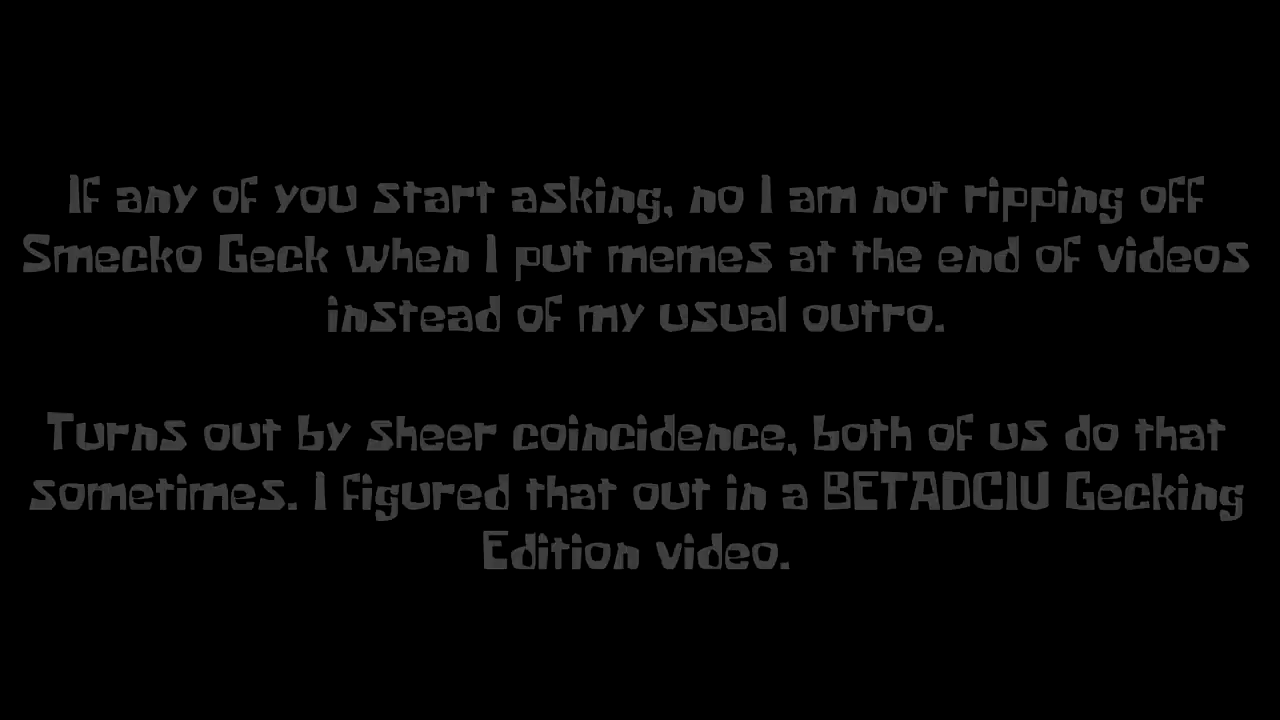 If any of you start asking, no I am not ripping off
Smecko Geck when I put memes at the end of videos
instead of my usual outro.
Turns out by sheer coincidence, both of us do that
sometimes. I figured that out in a BETADCIU Gecking
Edition video.